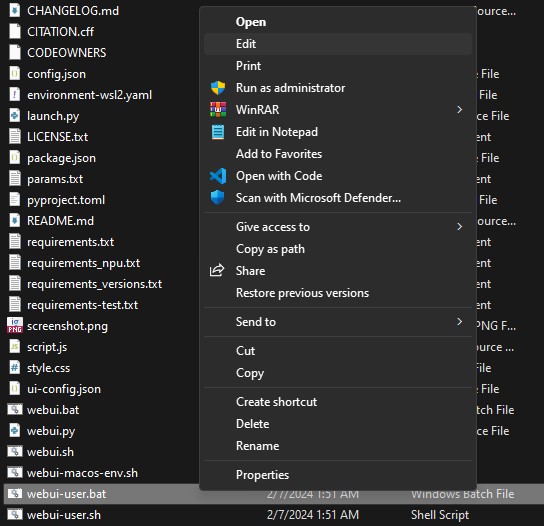 CHANGELOG.md
ource...
CITATION.cff
Open
CODEOWNERS
Edit
config.json
File
Print
environment-wsl2.yaml
File
Run as administrator
launch.py
ce File
WinRAR
LICENSE.txt
ent
Edit in Notepad
package.json
File
Add to Favorites
params.txt
ent
Open with Code
pyproject.toml
File
Scan with Microsoft Defender...
README.md
ource...
Give access to
requirements.txt
ent
Copy as path
requirements_npu.txt
ent
Share
requirements_versions.txt
ent
Restore previous versions
requirements-test.txt
ent
screenshot.png
PNG F...
Send to
script.js
ource ...
Cut
style.css
ce File
Copy
ui-config.json
File
Create shortcut
webui.bat
tch File
Delete
webui.py
ce File
Rename
webui.sh
webui-macos-env.sh
Properties
webui-user.bat 2/7/2024 1:51 AM Windows Batch File
webui-user.sh 2/7/2024 1:51 AM Shell Script